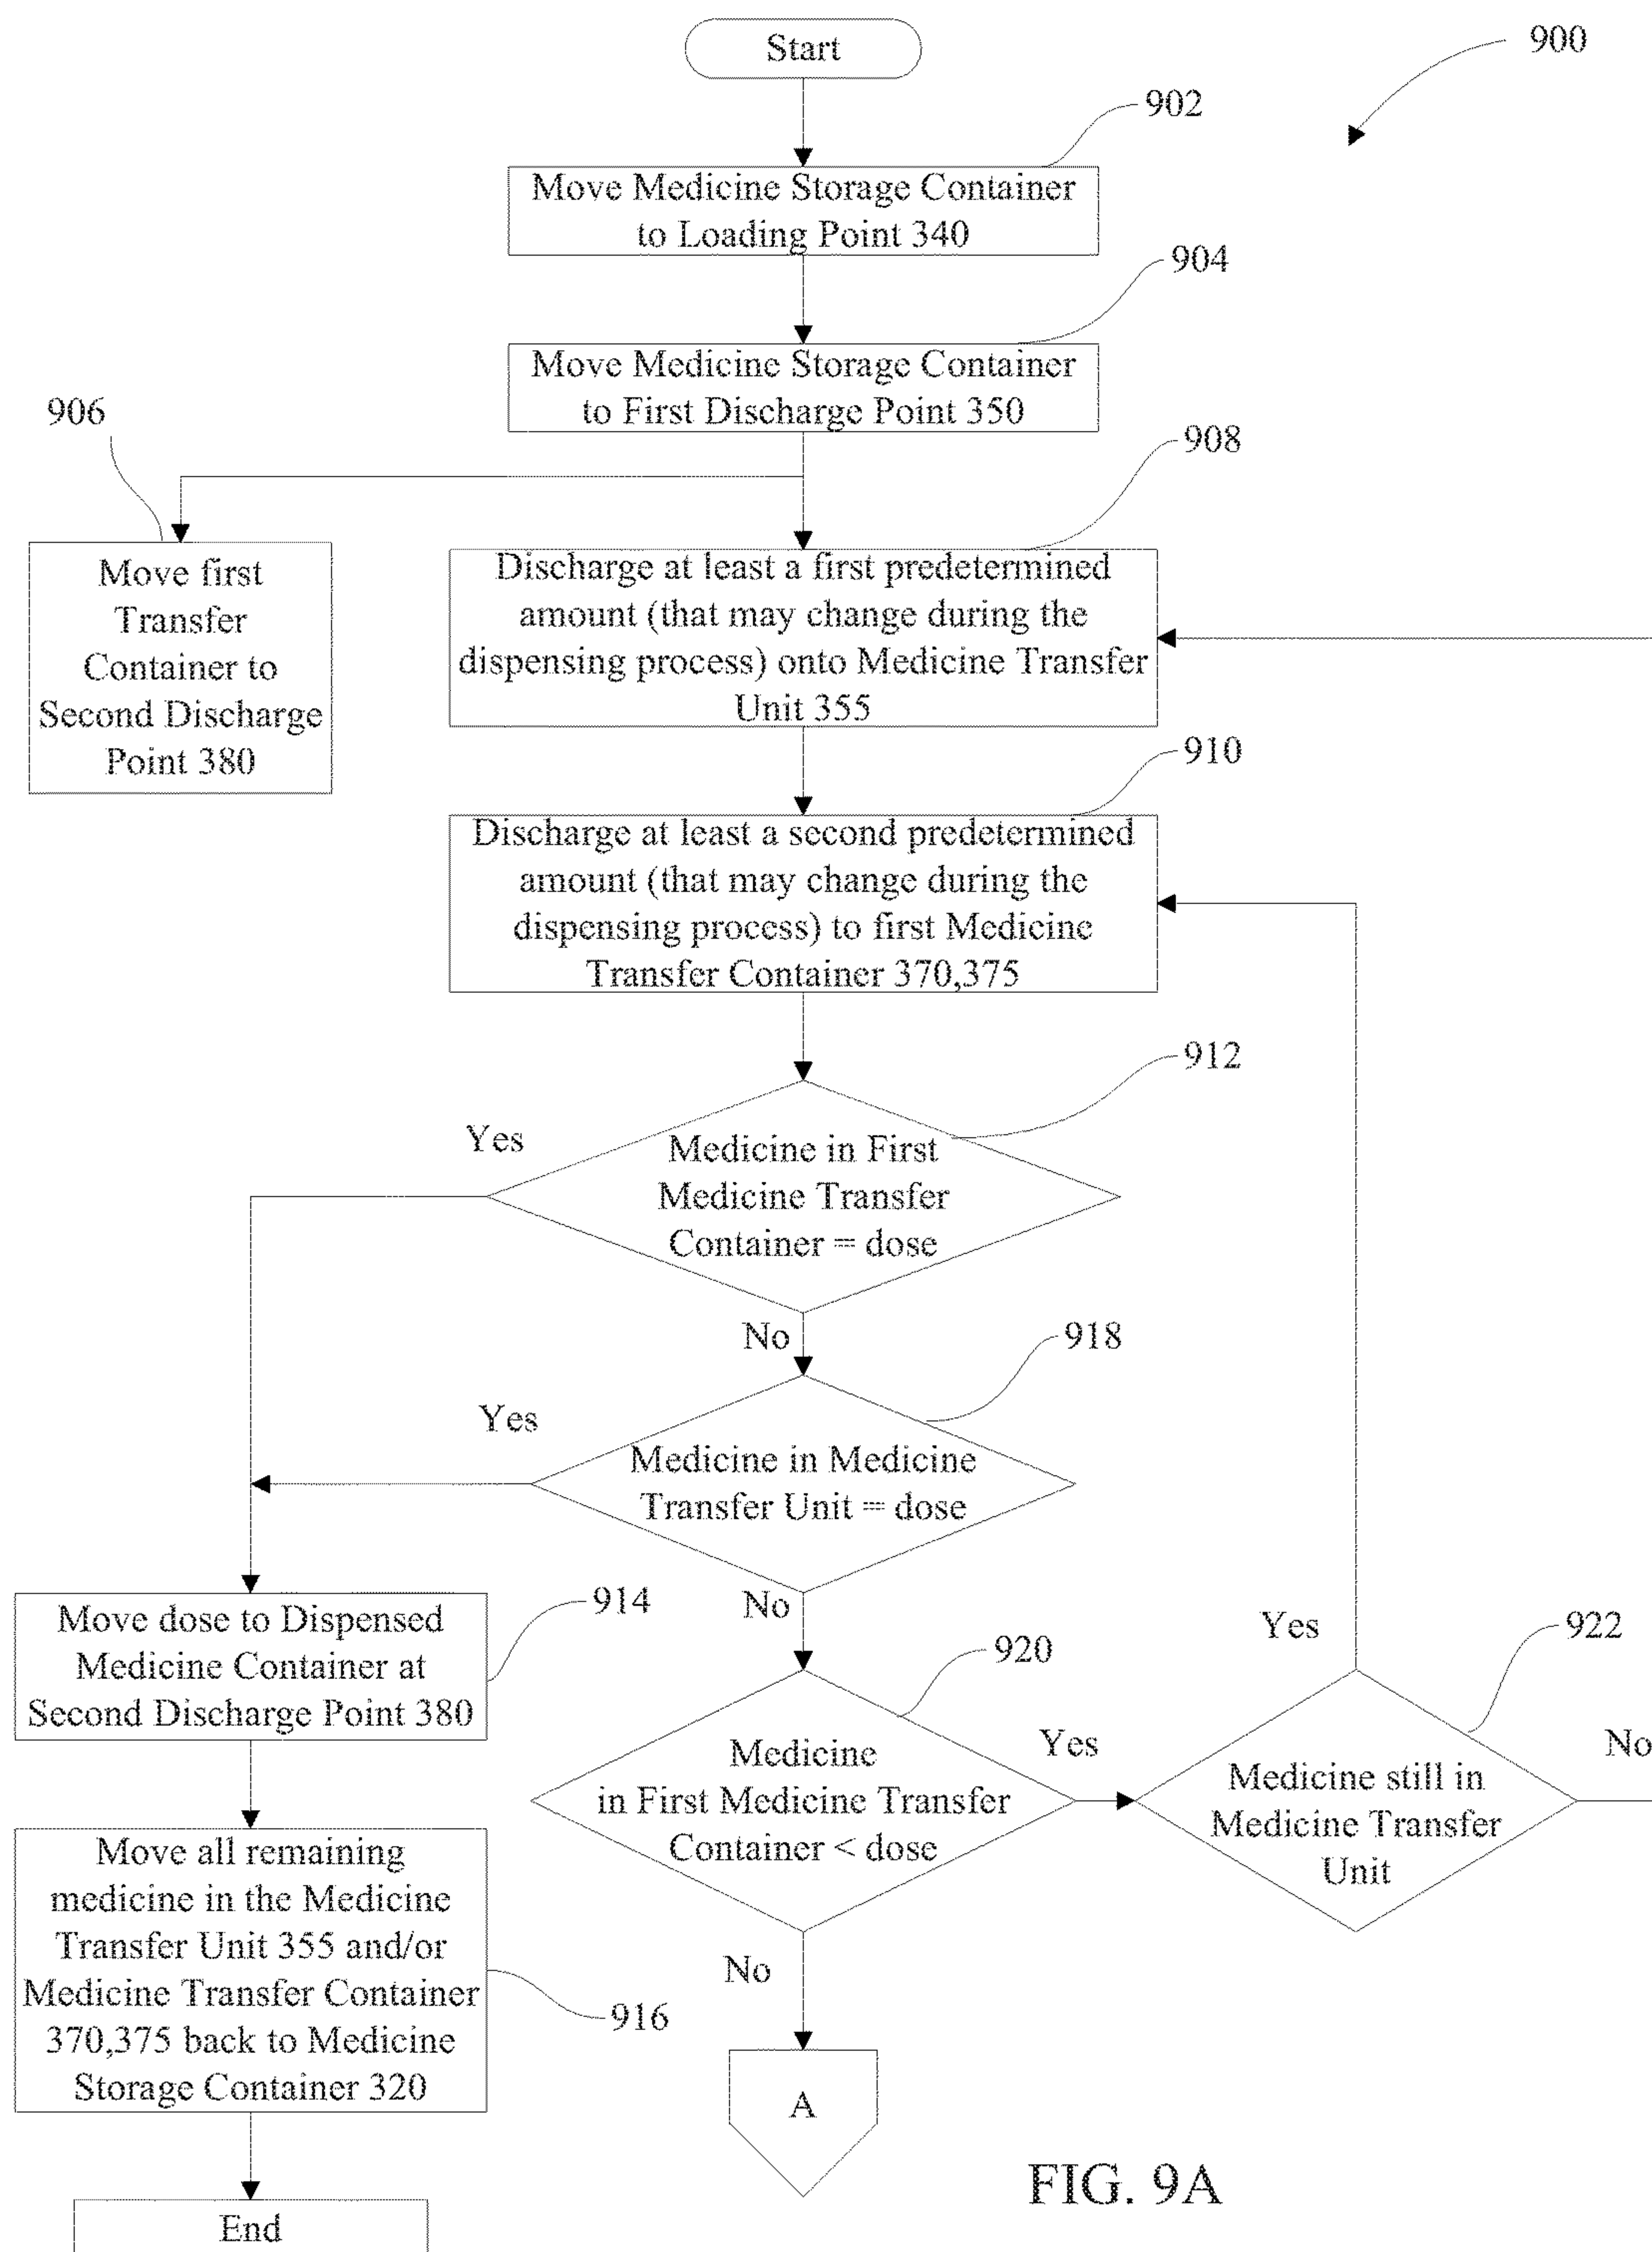 Start
900
902
Move Medicine Storage Container
to Loading Point 340
904
Move Medicine Storage Container
to First Discharge Point 350
906
908
Move first
Transfer
Container to
Second Discharge
Point 380
Discharge at least a first predetermined
amount (that may change during the
dispensing process) onto Medicine Transfer
Unit 355
910
Discharge at least a second predetermined
amount (that may change during the
dispensing process) to first Medicine
Transfer Container 370,375
912
Yes
Medicine in First
Medicine Transfer
Container = dose
No
918
Yes
Medicine in Medicine
Transfer Unit = dose
No
914
Move dose to Dispensed
Medicine Container at
Second Discharge Point 380
920
Medicine
in First Medicine Transfer
Container < dose
Yes
Yes
922
No
Medicine still in
Medicine Transfer
Unit
No
Move all remaining
medicine in the Medicine
Transfer Unit 355 and/or
Medicine Transfer Container
370,375 back to Medicine
Storage Container 320
916
A
End
FIG. 9A